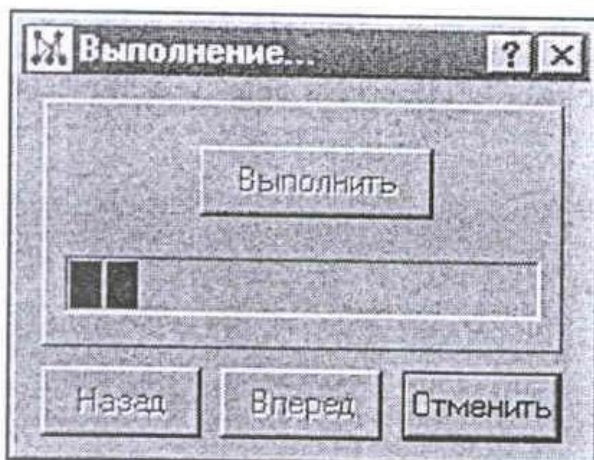 Выполнение...
Выполнить
Назад Вперед Отменить